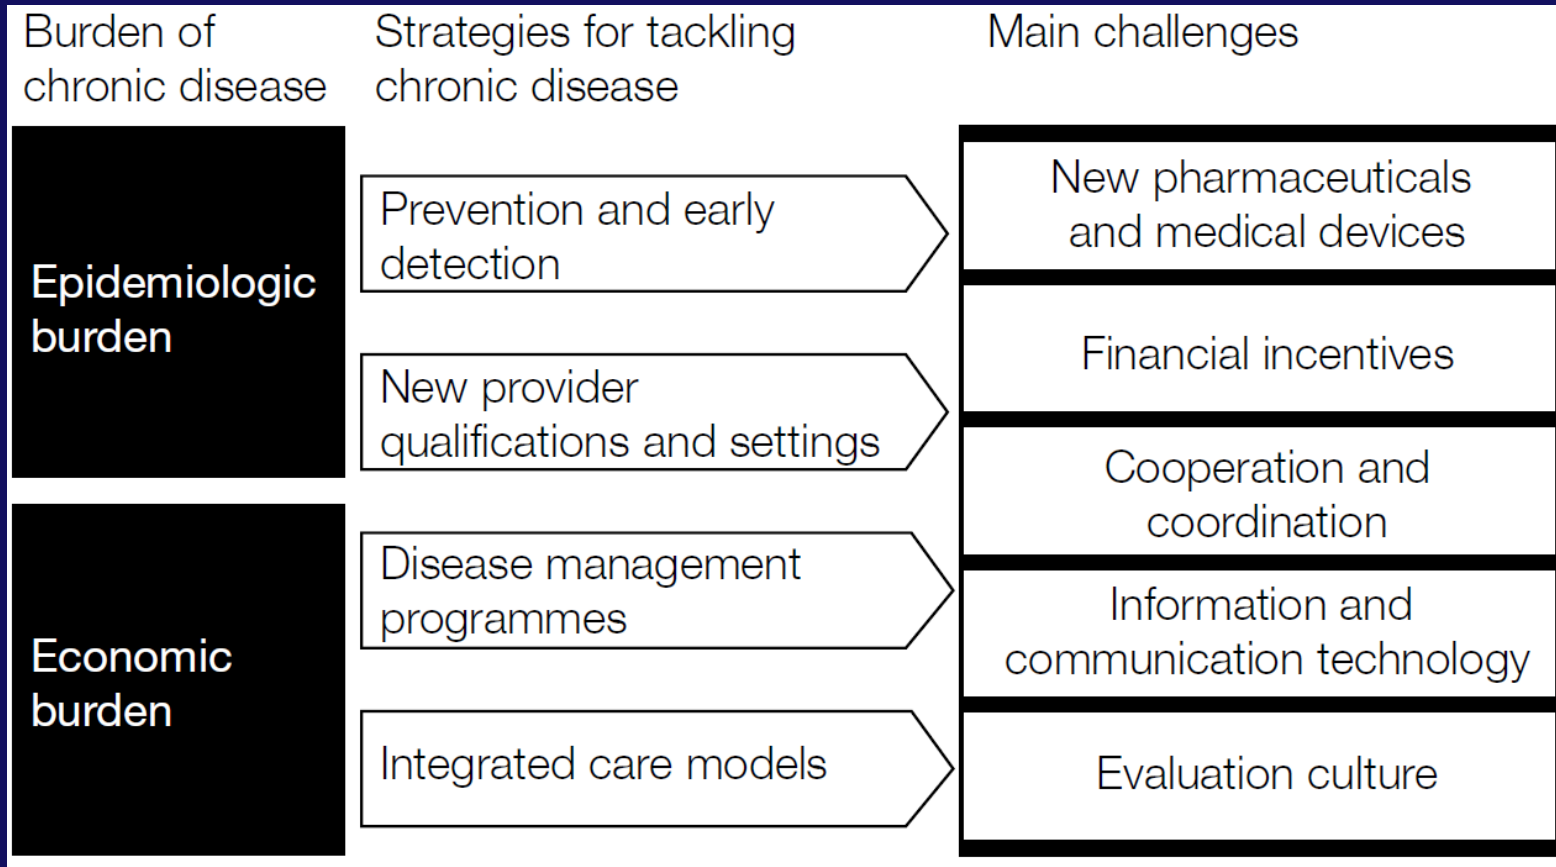 Burden of
chronic disease
Strategies for tackling
chronic disease
Main challenges
Epidemiologic
burden
Economic
burden
Prevention and early
detection
New provider
qualifications and settings
Disease management
programmes
Integrated care models
New pharmaceuticals
and medical devices
Financial incentives
Cooperation and
coordination
Information and
communication technology
Evaluation culture